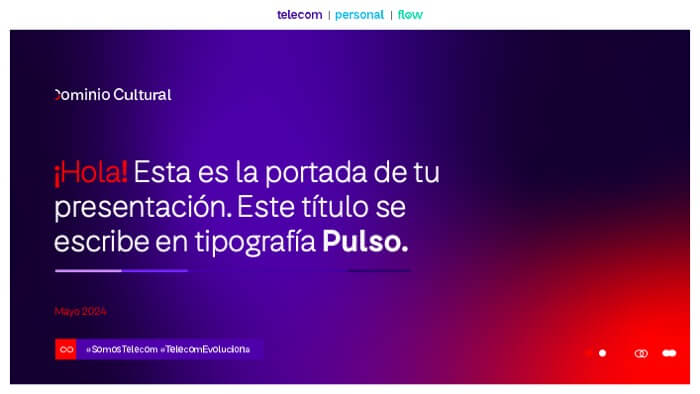 telecom | personal | flow
Dominio Cultural
¡Hola! Esta es la portada de tu
presentación. Este título se
escribe en tipografía Pulso.
Mayo 2024
#SomosTelecom #TelecomEvoluciona